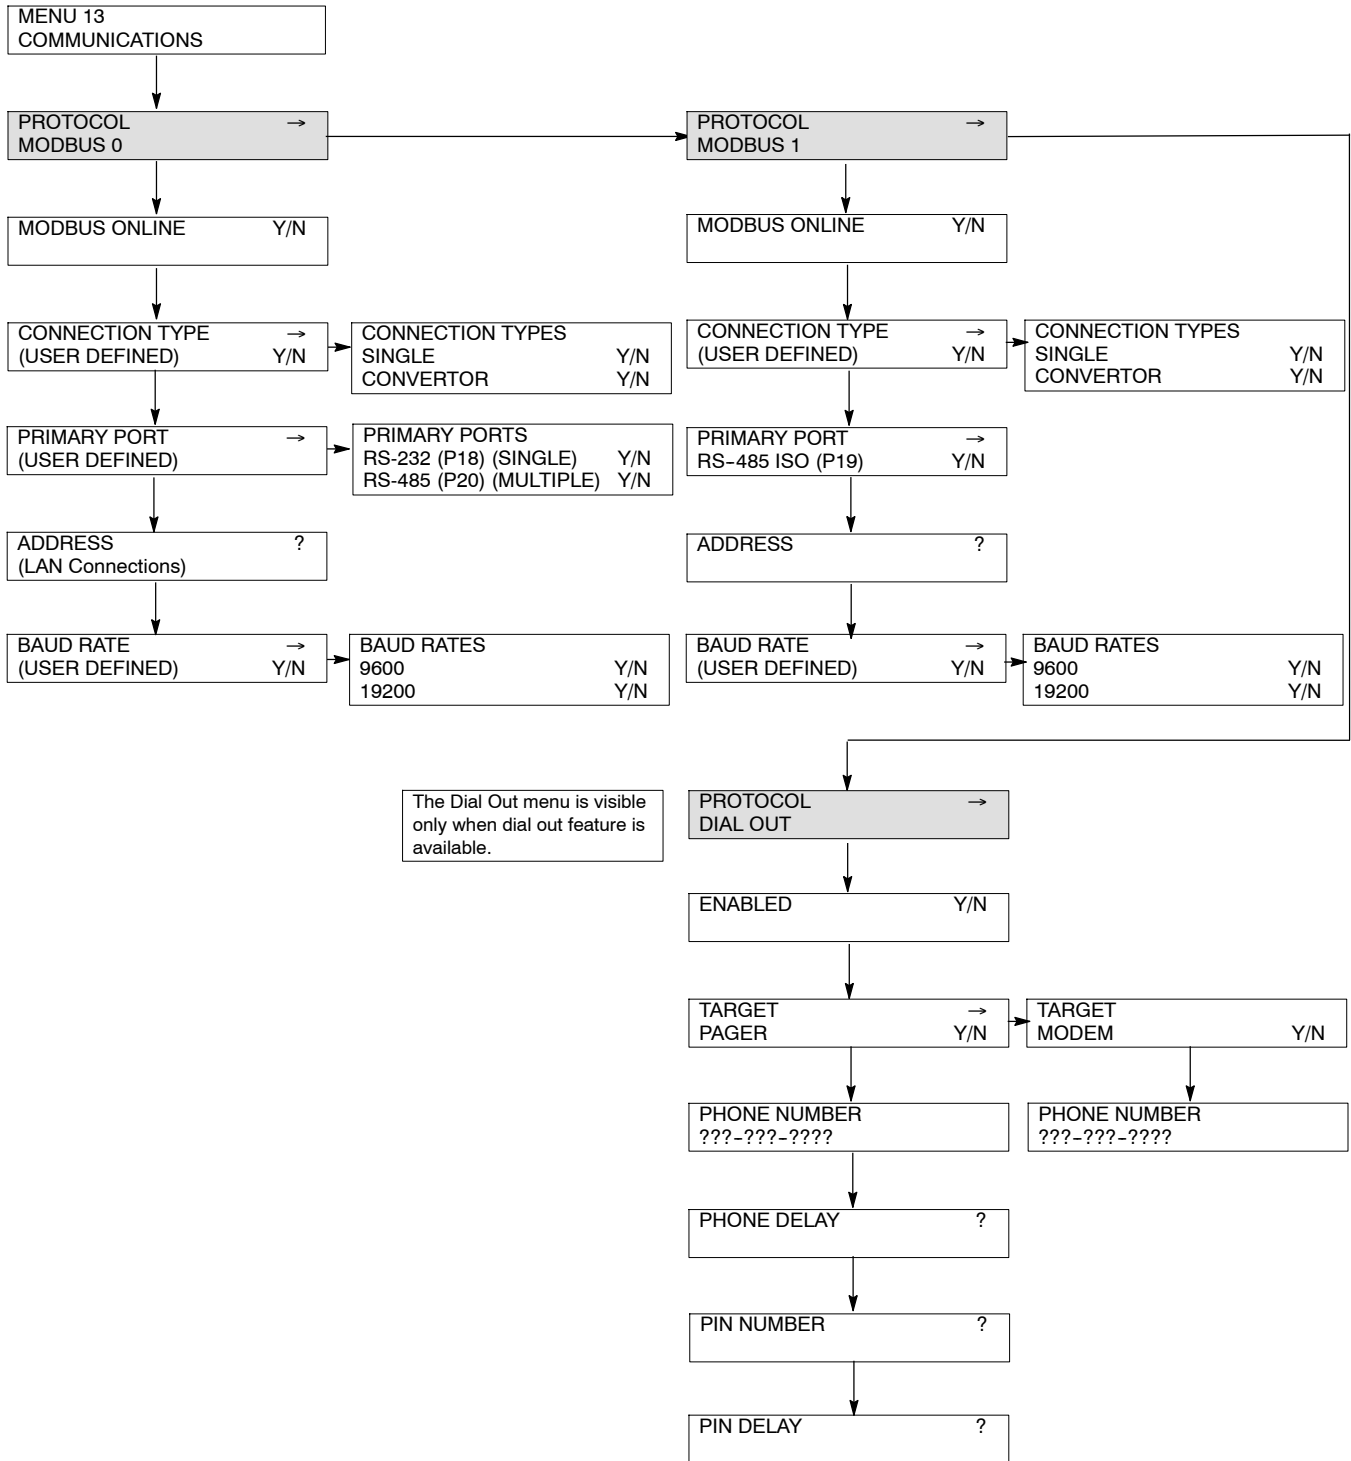 MENU 13
COMMUNICATIONS
PROTOCOL →
MODBUS 0
MODBUS ONLINE Y/N
CONNECTION TYPE →
(USER DEFINED) Y/N
CONNECTION TYPES
SINGLE Y/N
CONVERTOR Y/N
PRIMARY PORT →
(USER DEFINED)
PRIMARY PORTS
RS-232 (P18) (SINGLE) Y/N
RS-485 (P20) (MULTIPLE) Y/N
ADDRESS ?
(LAN Connections)
BAUD RATE →
(USER DEFINED) Y/N
BAUD RATES
9600 Y/N
19200 Y/N
PROTOCOL →
MODBUS 1
MODBUS ONLINE Y/N
CONNECTION TYPE →
(USER DEFINED) Y/N
CONNECTION TYPES
SINGLE Y/N
CONVERTOR Y/N
PRIMARY PORT →
RS-485 ISO (P19) Y/N
ADDRESS ?
BAUD RATE →
(USER DEFINED) Y/N
BAUD RATES
9600 Y/N
19200 Y/N
The Dial Out menu is visible
only when dial out feature is
available.
PROTOCOL →
DIAL OUT
ENABLED Y/N
TARGET →
PAGER Y/N
TARGET
MODEM Y/N
PHONE NUMBER
???-???-????
PHONE NUMBER
???-???-????
PHONE DELAY ?
PIN NUMBER ?
PIN DELAY ?